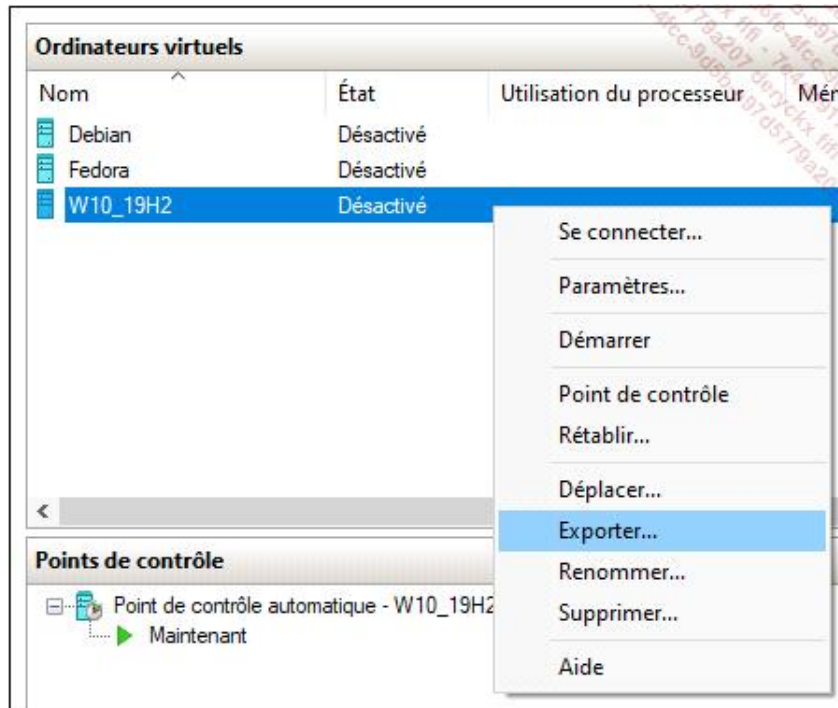 Ordinateurs virtuels
Nom État Utilisation du processeur Mér
Debian Désactivé
Fedora Désactivé
W10_19H2 Désactivé
Se connecter...
Paramètres...
Démarrer
Point de contrôle
Rétablir...
Déplacer...
Exporter...
Renommer...
Supprimer...
Aide
Points de contrôle
Point de contrôle automatique - W10_19H2
Maintenant